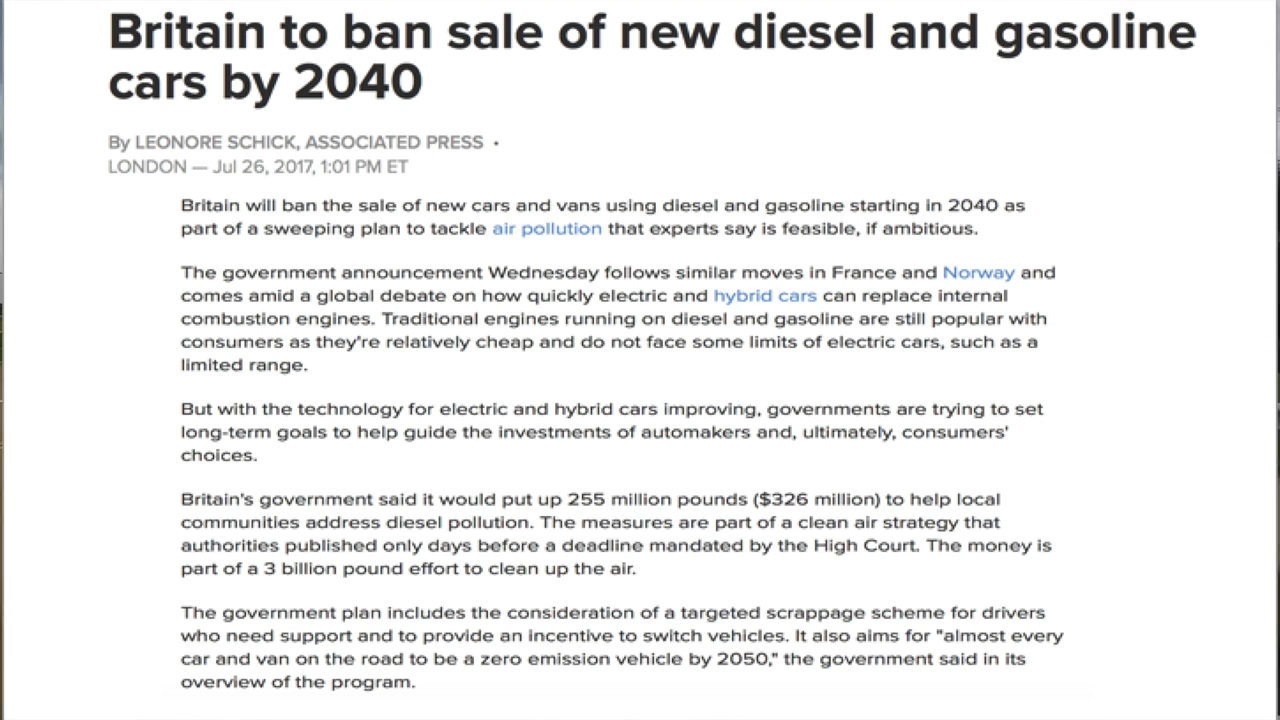 Britain to ban sale of new diesel and gasoline
cars by 2040
By LEONORE SCHICK, ASSOCIATED PRESS •
LONDON — Jul 26, 2017, 1:01 PM ET
Britain will ban the sale of new cars and vans using diesel and gasoline starting in 2040 as
part of a sweeping plan to tackle air pollution that experts say is feasible, if ambitious.
The government announcement Wednesday follows similar moves in France and Norway and
comes amid a global debate on how quickly electric and hybrid cars can replace internal
combustion engines. Traditional engines running on diesel and gasoline are still popular with
consumers as they're relatively cheap and do not face some limits of electric cars, such as a
limited range.
But with the technology for electric and hybrid cars improving, governments are trying to set
long-term goals to help guide the investments of automakers and, ultimately, consumers'
choices.
Britain's government said it would put up 255 million pounds ($326 million) to help local
communities address diesel pollution. The measures are part of a clean air strategy that
authorities published only days before a deadline mandated by the High Court. The money is
part of a 3 billion pound effort to clean up the air.
The government plan includes the consideration of a targeted scrappage scheme for drivers
who need support and to provide an incentive to switch vehicles. It also aims for "almost every
car and van on the road to be a zero emission vehicle by 2050," the government said in its
overview of the program.